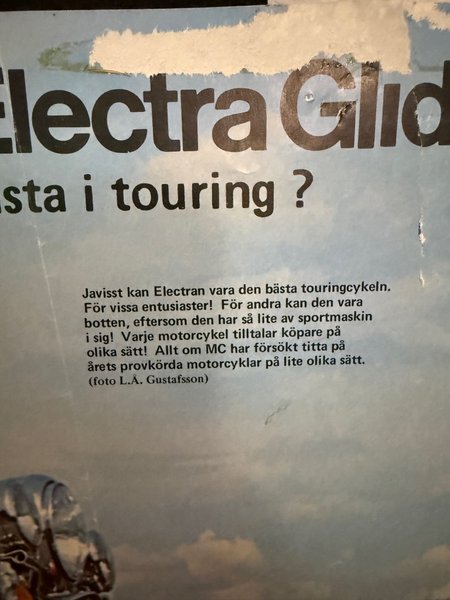 Electra Glid
sta i touring ?
Javisst kan Electran vara den bästa touringcykeln.
För vissa entusiaster! För andra kan den vara
botten, eftersom den har så lite av sportmaskin
i sig! Varje motorcykel tilltalar köpare på
olika sätt! Allt om MC har försökt titta på
årets provkörda motorcyklar på lite olika sätt.
(foto L.Å. Gustafsson)